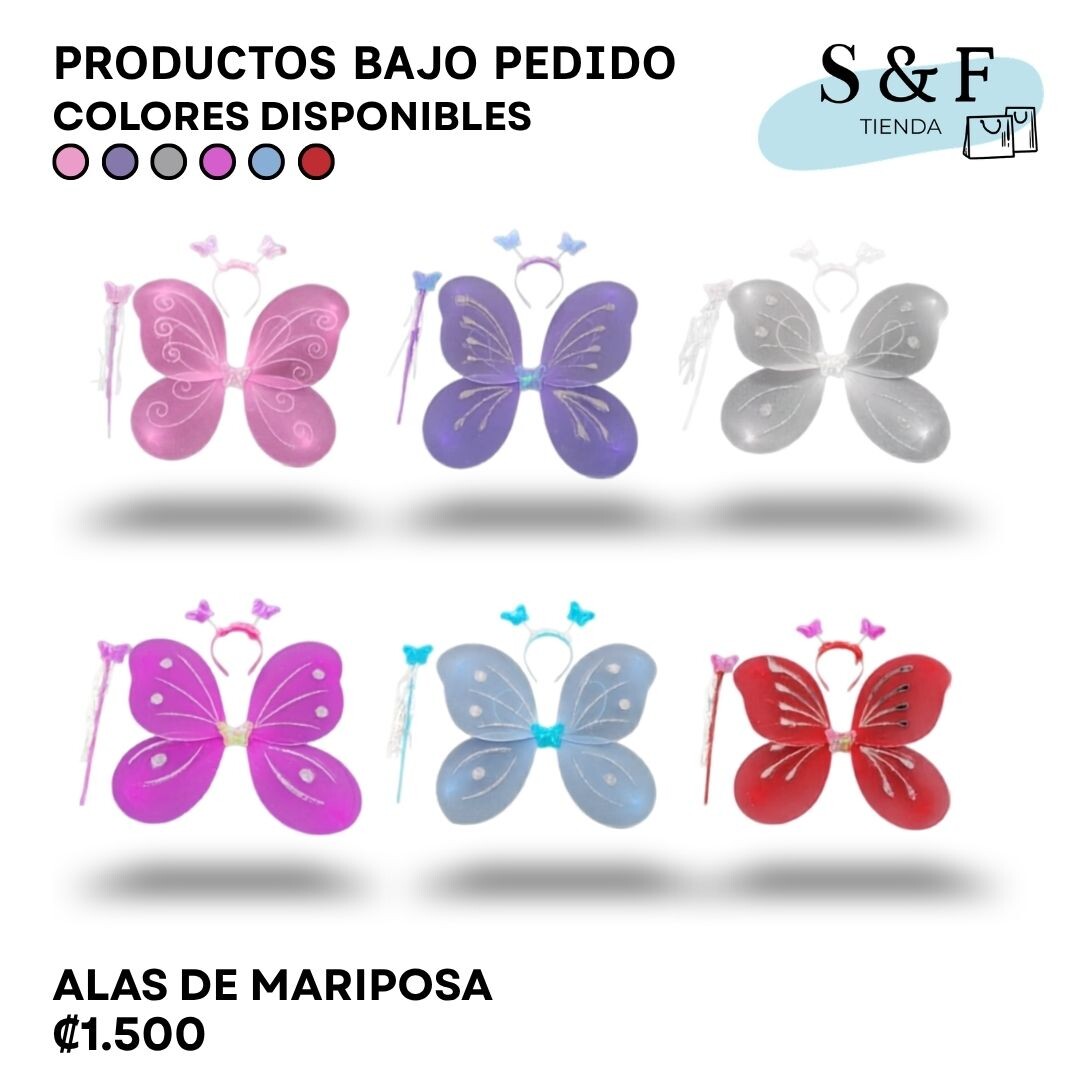 PRODUCTOS BAJO PEDIDO
COLORES DISPONIBLES
S & F
TIENDA
ALAS DE MARIPOSA
₡1.500